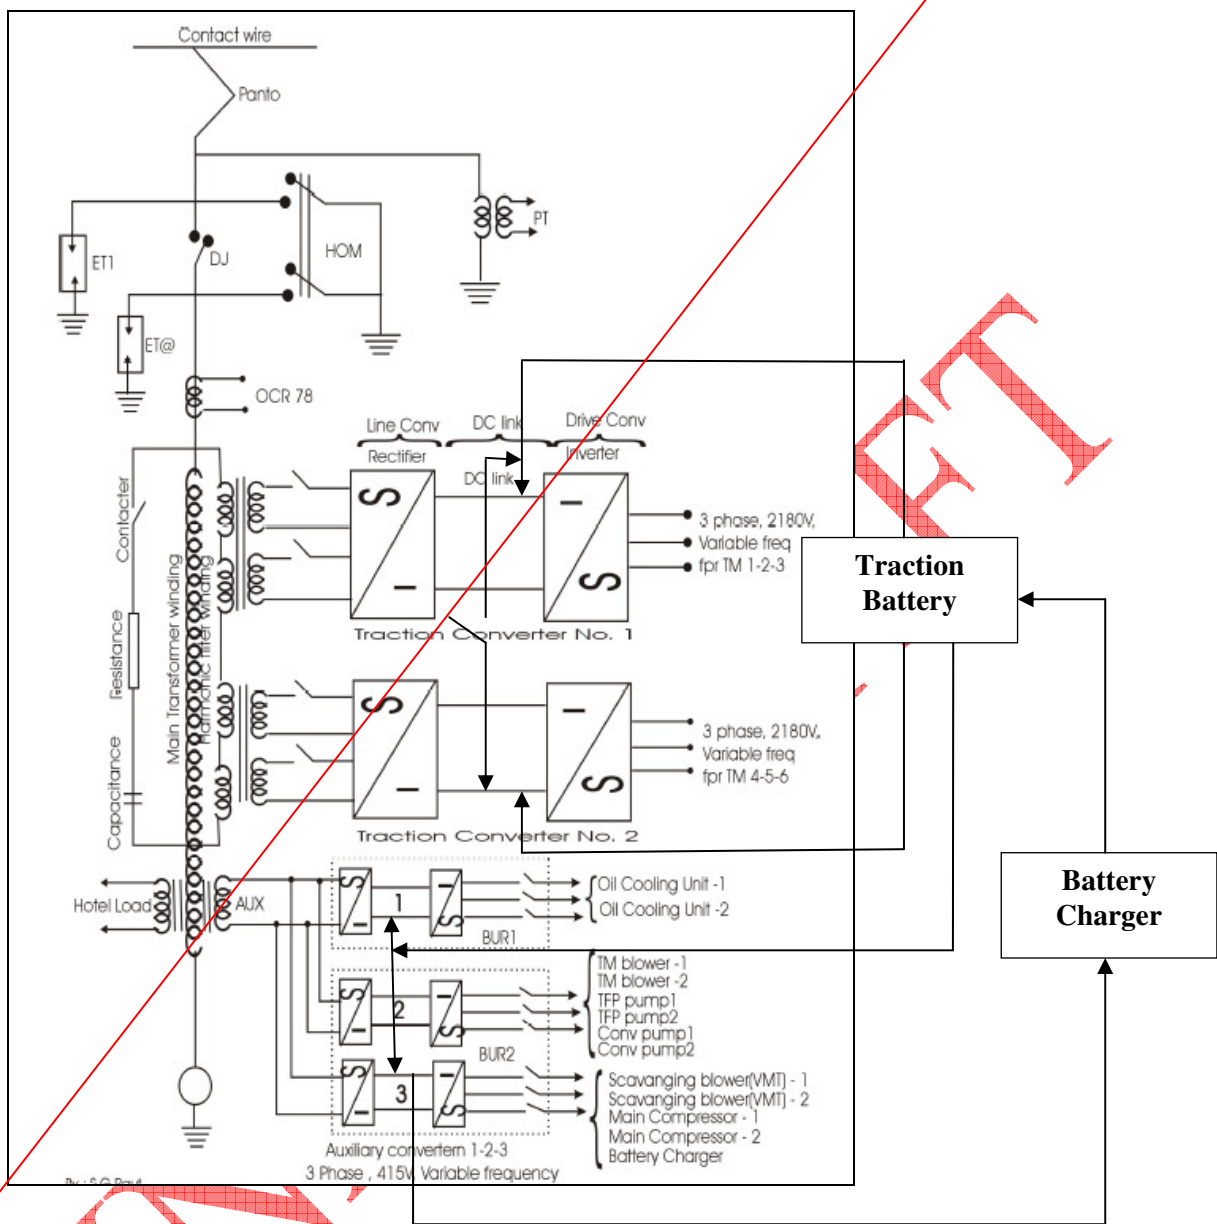 Contact wire
Panto
PT
HOM
DJ
ET1
ET@
OCR 78
Line Conv
DC link
Drive Conv
Rectifier
Inverter
DC link
S
I
I
S
3 phase, 2180V,
Variable freq
fpr TM 1-2-3
Traction Converter No. 1
Traction
Battery
Contacter
Resistance
Capacitance
Main Transformer winding
Harmanic filter winding
S
I
I
S
3 phase, 2180V,
Variable freq
fpr TM 4-5-6
Traction Converter No. 2
Battery
Charger
Hotel Load
AUX
S
I
1
I
S
BUR1
Oil Cooling Unit -1
Oil Cooling Unit -2
S
I
2
I
S
BUR2
TM blower -1
TM blower -2
TFP pump1
TFP pump2
Conv pump1
Conv pump2
S
I
3
I
S
Scavanging blower(VMT) - 1
Scavanging blower(VMT) - 2
Main Compressor - 1
Main Compressor - 2
Battery Charger
Auxiliary convertern 1-2-3
3 Phase , 415V, Variable frequency